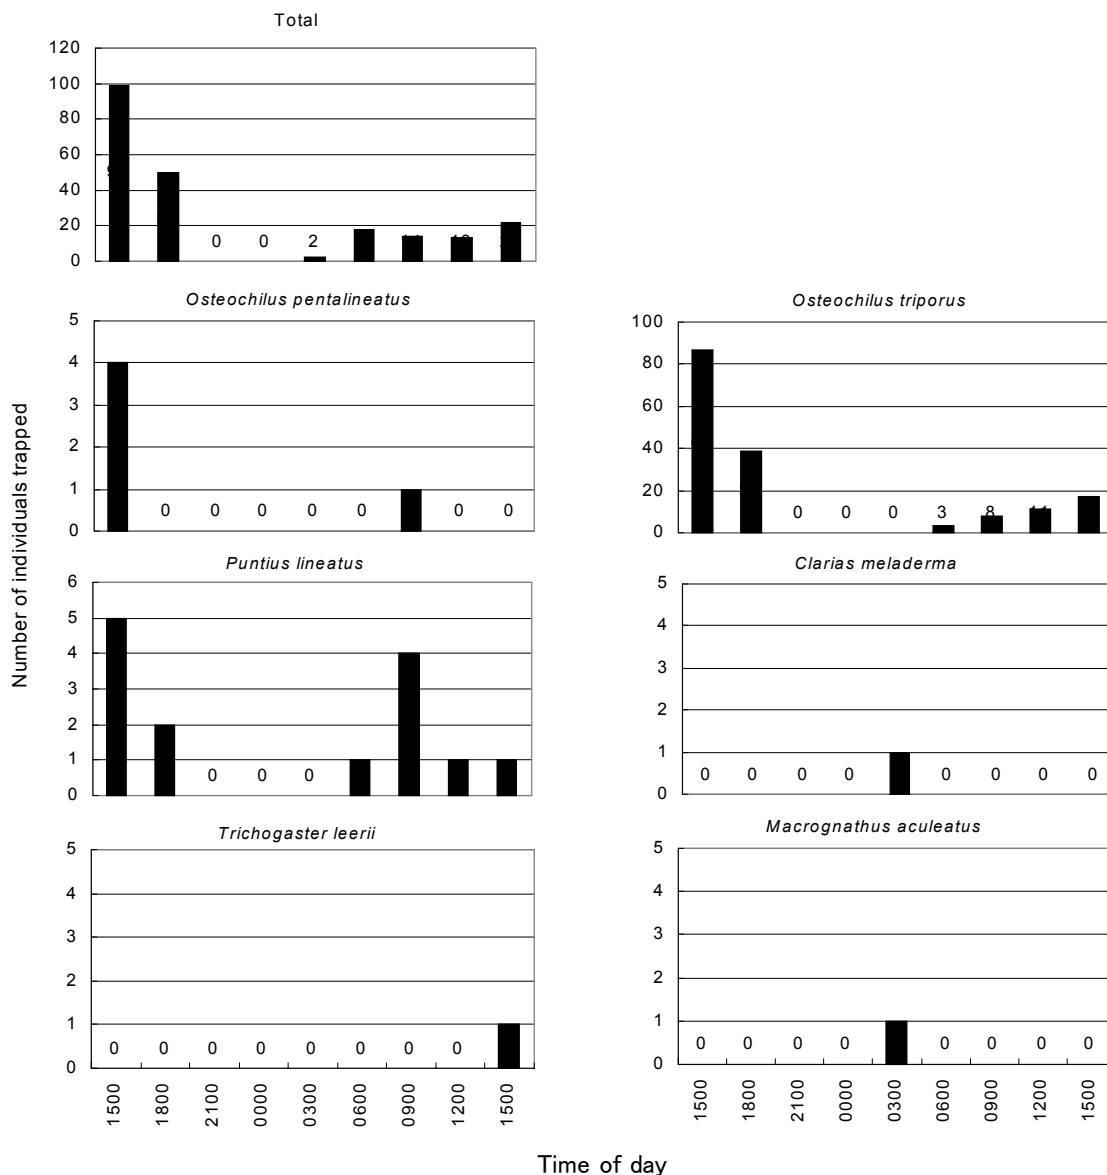 Total
120
100
80
60
40
20
0
0 0 2
Osteochilus pentalineatus
5
4
3
2
1
0
0 0 0 0 0 0 0
Osteochilus triporus
100
80
60
40
20
0
0 0 0 3 8 11
Number of individuals trapped
Puntius lineatus
6
5
4
3
2
1
0
0 0 0
Clarias meladerma
5
4
3
2
1
0
0 0 0 0 0 0 0 0
Trichogaster leerii
5
4
3
2
1
0
0 0 0 0 0 0 0 0
1500 1800 2100 0000 0300 0600 0900 1200 1500
Macrognathus aculeatus
5
4
3
2
1
0
0 0 0 0 0 0 0 0
1500 1800 2100 0000 0300 0600 0900 1200 1500
Time of day